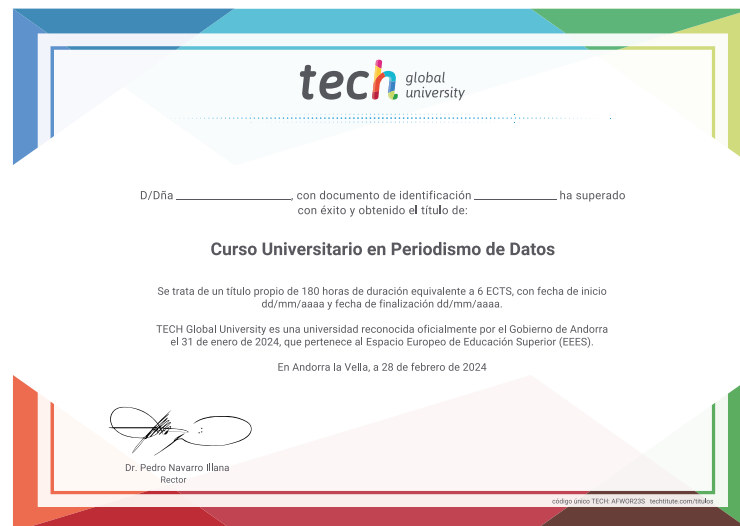 tech global university
D/Dña ____________, con documento de identificación ____________ ha superado
con éxito y obtenido el título de:
Curso Universitario en Periodismo de Datos
Se trata de un título propio de 180 horas de duración equivalente a 6 ECTS, con fecha de inicio
dd/mm/aaaa y fecha de finalización dd/mm/aaaa.
TECH Global University es una universidad reconocida oficialmente por el Gobierno de Andorra
el 31 de enero de 2024, que pertenece al Espacio Europeo de Educación Superior (EEES).
En Andorra la Vella, a 28 de febrero de 2024
Dr. Pedro Navarro Illana
Rector
código único TECH: AFWOR23S techtitute.com/titulos